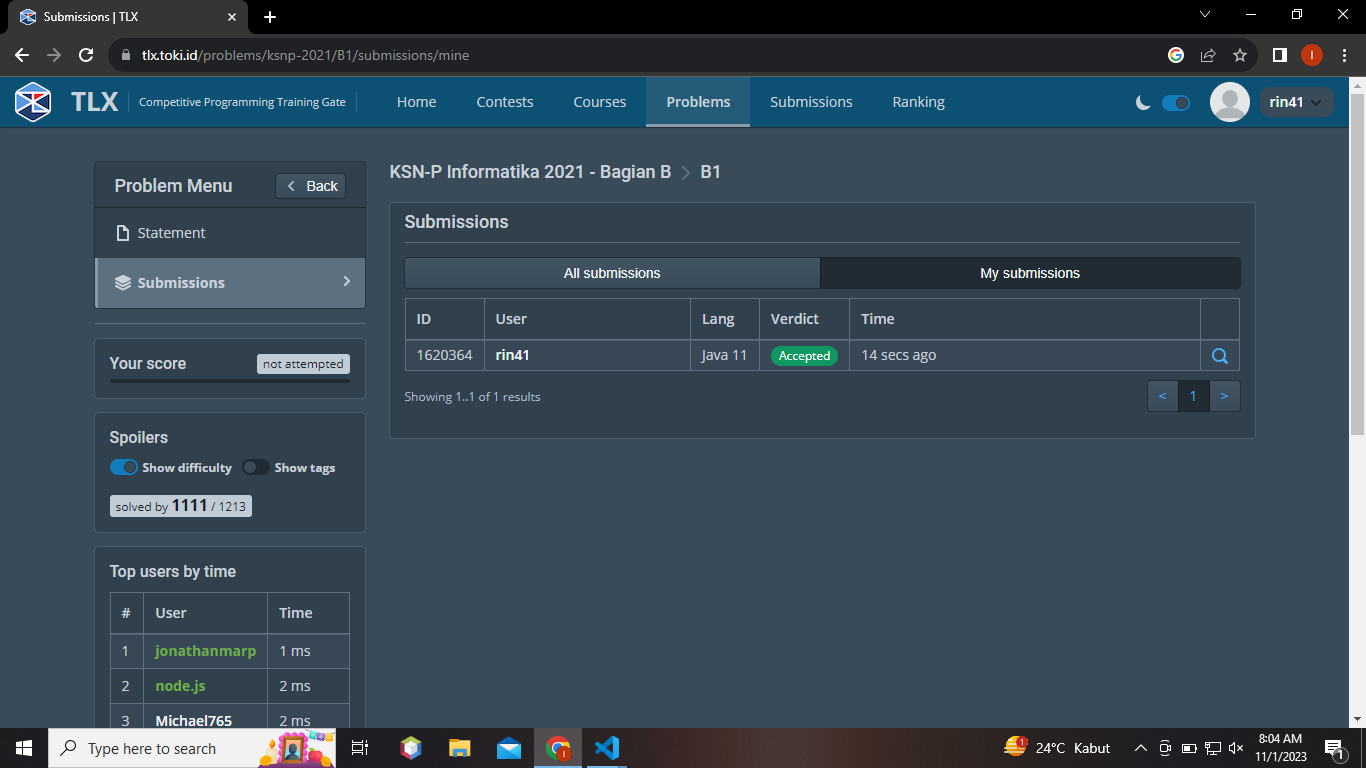 Submissions | TLX
tlx.toki.id/problems/ksnp-2021/B1/submissions/mine
I
TLX
Competitive Programming Training Gate
Home
Contests
Courses
Problems
Submissions
Ranking
rin41
Problem Menu
Back
Statement
Submissions
Your score
not attempted
Spoilers
Show difficulty
Show tags
solved by 1111 / 1213
Top users by time
# User Time
1 jonathanmarp 1 ms
2 node.js 2 ms
3 Michael765 2 ms
KSN-P Informatika 2021 - Bagian B > B1
Submissions
All submissions
My submissions
ID User Lang Verdict Time
1620364 rin41 Java 11 Accepted 14 secs ago
Showing 1..1 of 1 results
< 1 >
Type here to search
1
24°C Kabut
8:04 AM
11/1/2023
1